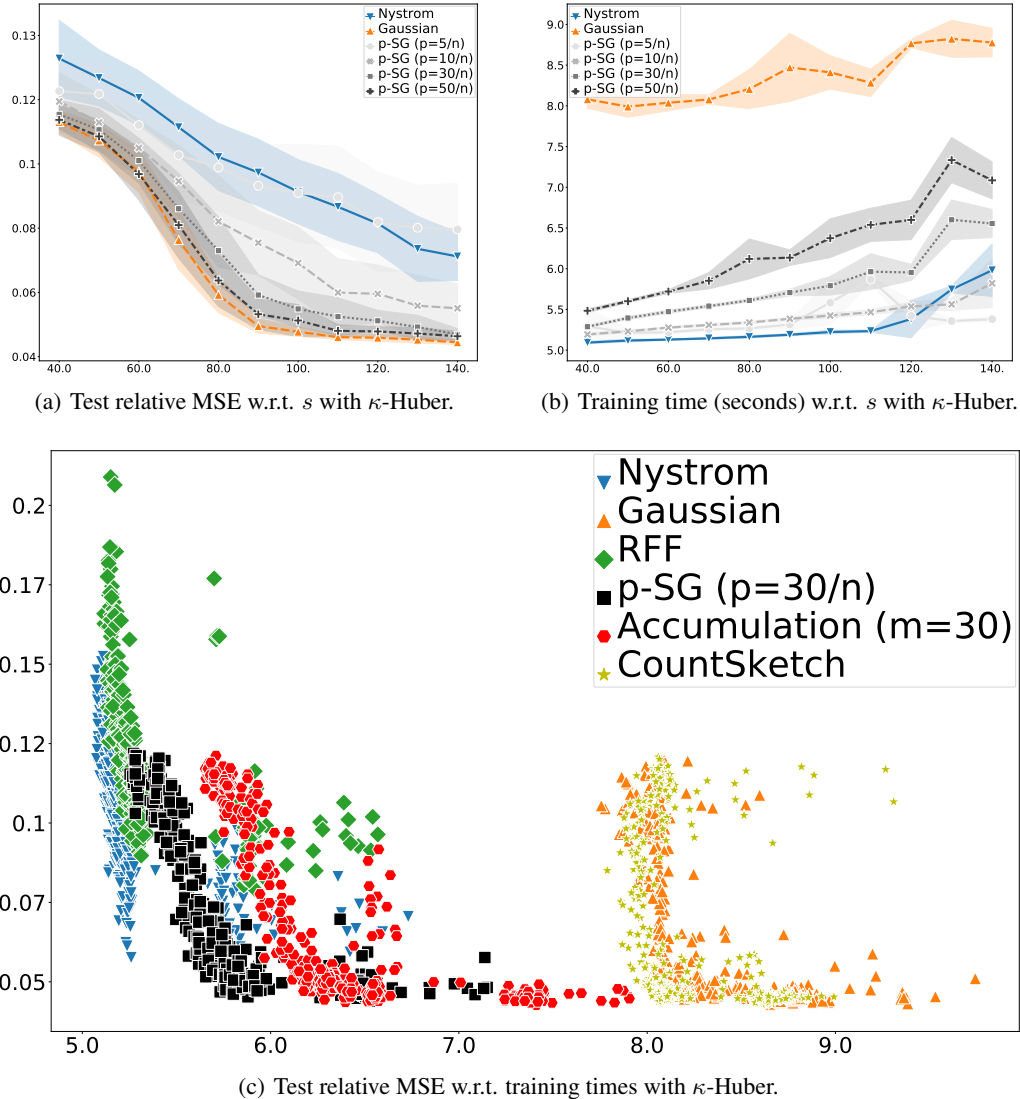 Nystrom
Gaussian
p-SG (p=5/n)
p-SG (p=10/n)
p-SG (p=30/n)
p-SG (p=50/n)
0.13
0.12
0.1
0.08
0.06
0.04
40.0 60.0 80.0 100. 120. 140.
(a) Test relative MSE w.r.t. s with κ-Huber.
Nystrom
Gaussian
p-SG (p=5/n)
p-SG (p=10/n)
p-SG (p=30/n)
p-SG (p=50/n)
9.0
8.5
8.0
7.5
7.0
6.5
6.0
5.5
5.0
40.0 60.0 80.0 100. 120. 140.
(b) Training time (seconds) w.r.t. s with κ-Huber.
Nystrom
Gaussian
RFF
p-SG (p=30/n)
Accumulation (m=30)
CountSketch
0.2
0.17
0.15
0.12
0.1
0.07
0.05
5.0 6.0 7.0 8.0 9.0
(c) Test relative MSE w.r.t. training times with κ-Huber.